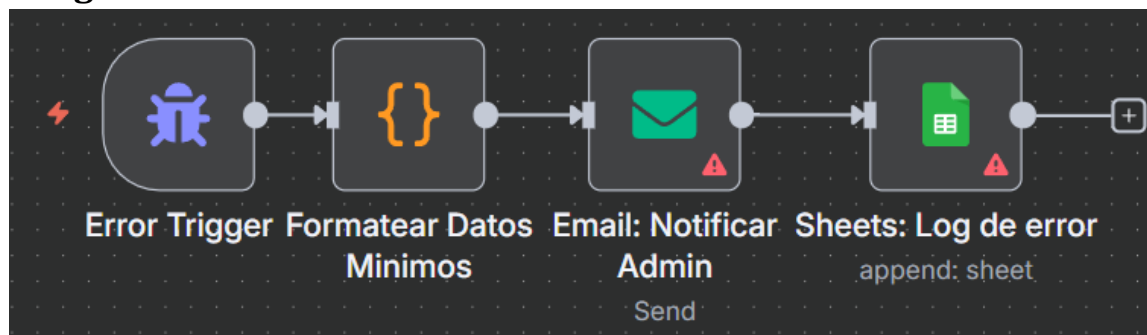 Error Trigger
Formatear Datos
Minimos
Email: Notificar
Admin
Send
Sheets: Log de error
append: sheet